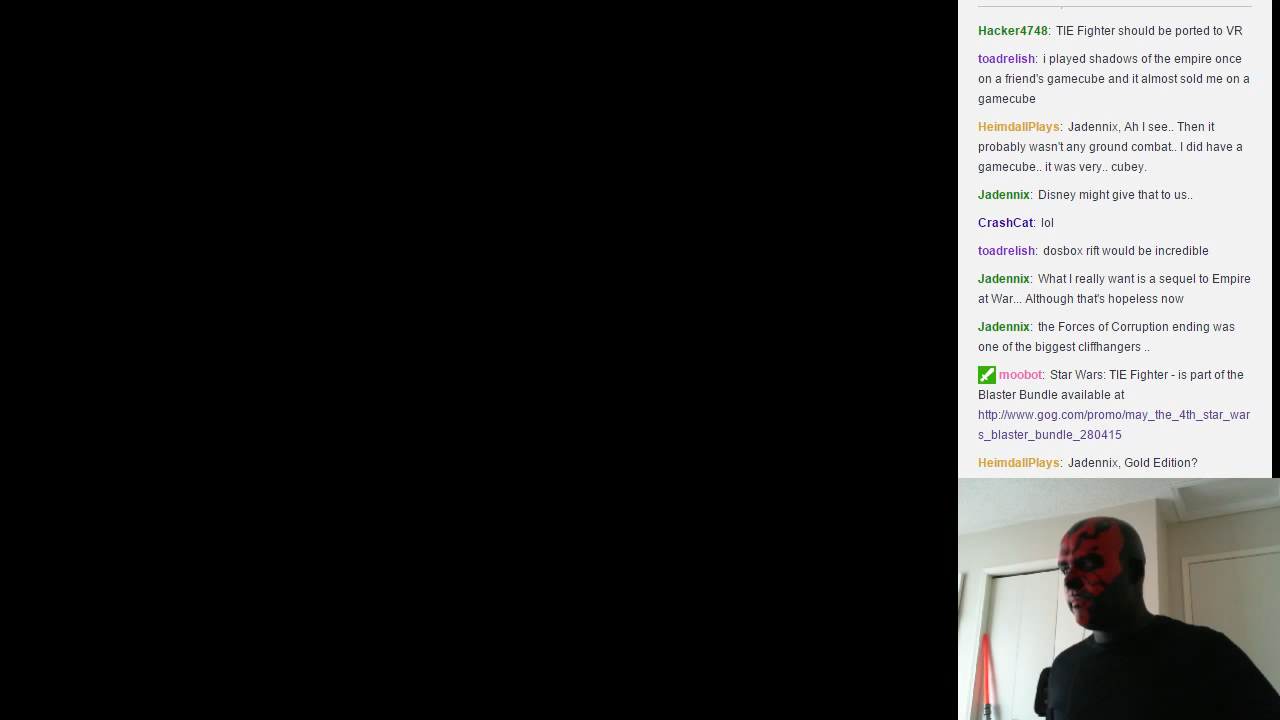 Hacker4748: TIE Fighter should be ported to VR
toadrelish: i played shadows of the empire once
on a friend's gamecube and it almost sold me on a
gamecube
HeimdallPlays: Jadennix, Ah I see.. Then it
probably wasn't any ground combat.. I did have a
gamecube.. it was very.. cubey.
Jadennix: Disney might give that to us..
CrashCat: lol
toadrelish: dosbox rift would be incredible
Jadennix: What I really want is a sequel to Empire
at War... Although that's hopeless now
Jadennix: the Forces of Corruption ending was
one of the biggest cliffhangers ..
moobot: Star Wars: TIE Fighter - is part of the
Blaster Bundle available at
http://www.gog.com/promo/may_the_4th_star_war
s_blaster_bundle_280415
HeimdallPlays: Jadennix, Gold Edition?